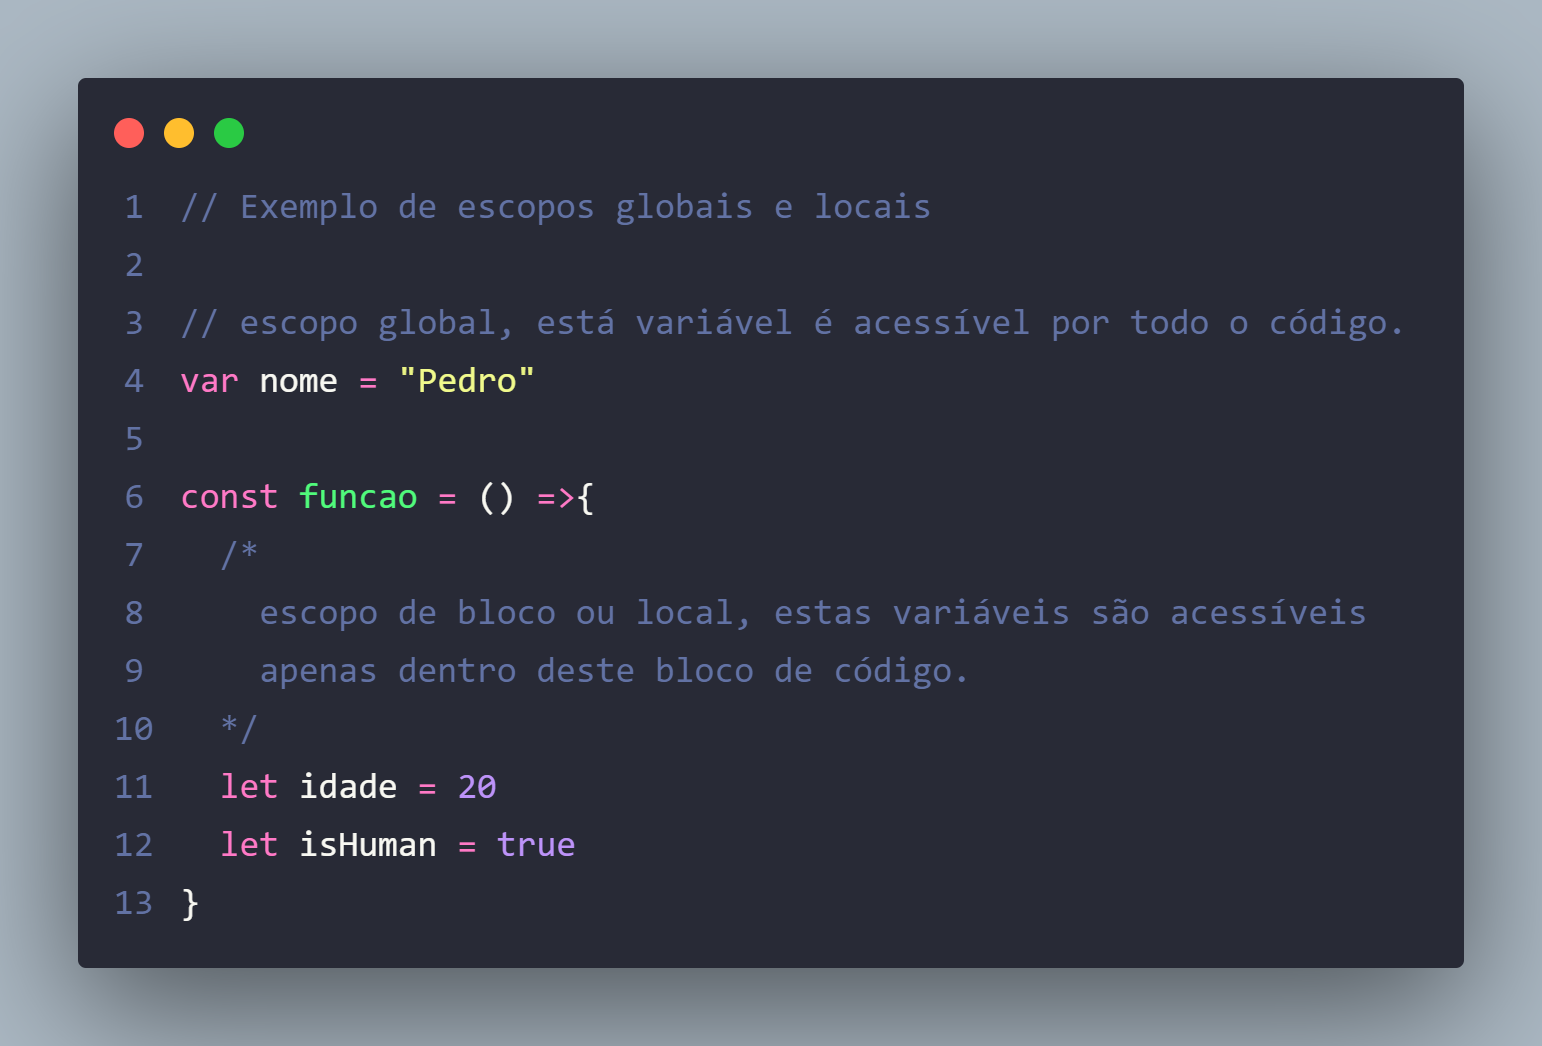 1 // Exemplo de escopos globais e locais
2
3 // escopo global, está variável é acessível por todo o código.
4 var nome = "Pedro"
5
6 const funcao = () =>{
7   /*
8     escopo de bloco ou local, estas variáveis são acessíveis
9     apenas dentro deste bloco de código.
10   */
11   let idade = 20
12   let isHuman = true
13 }